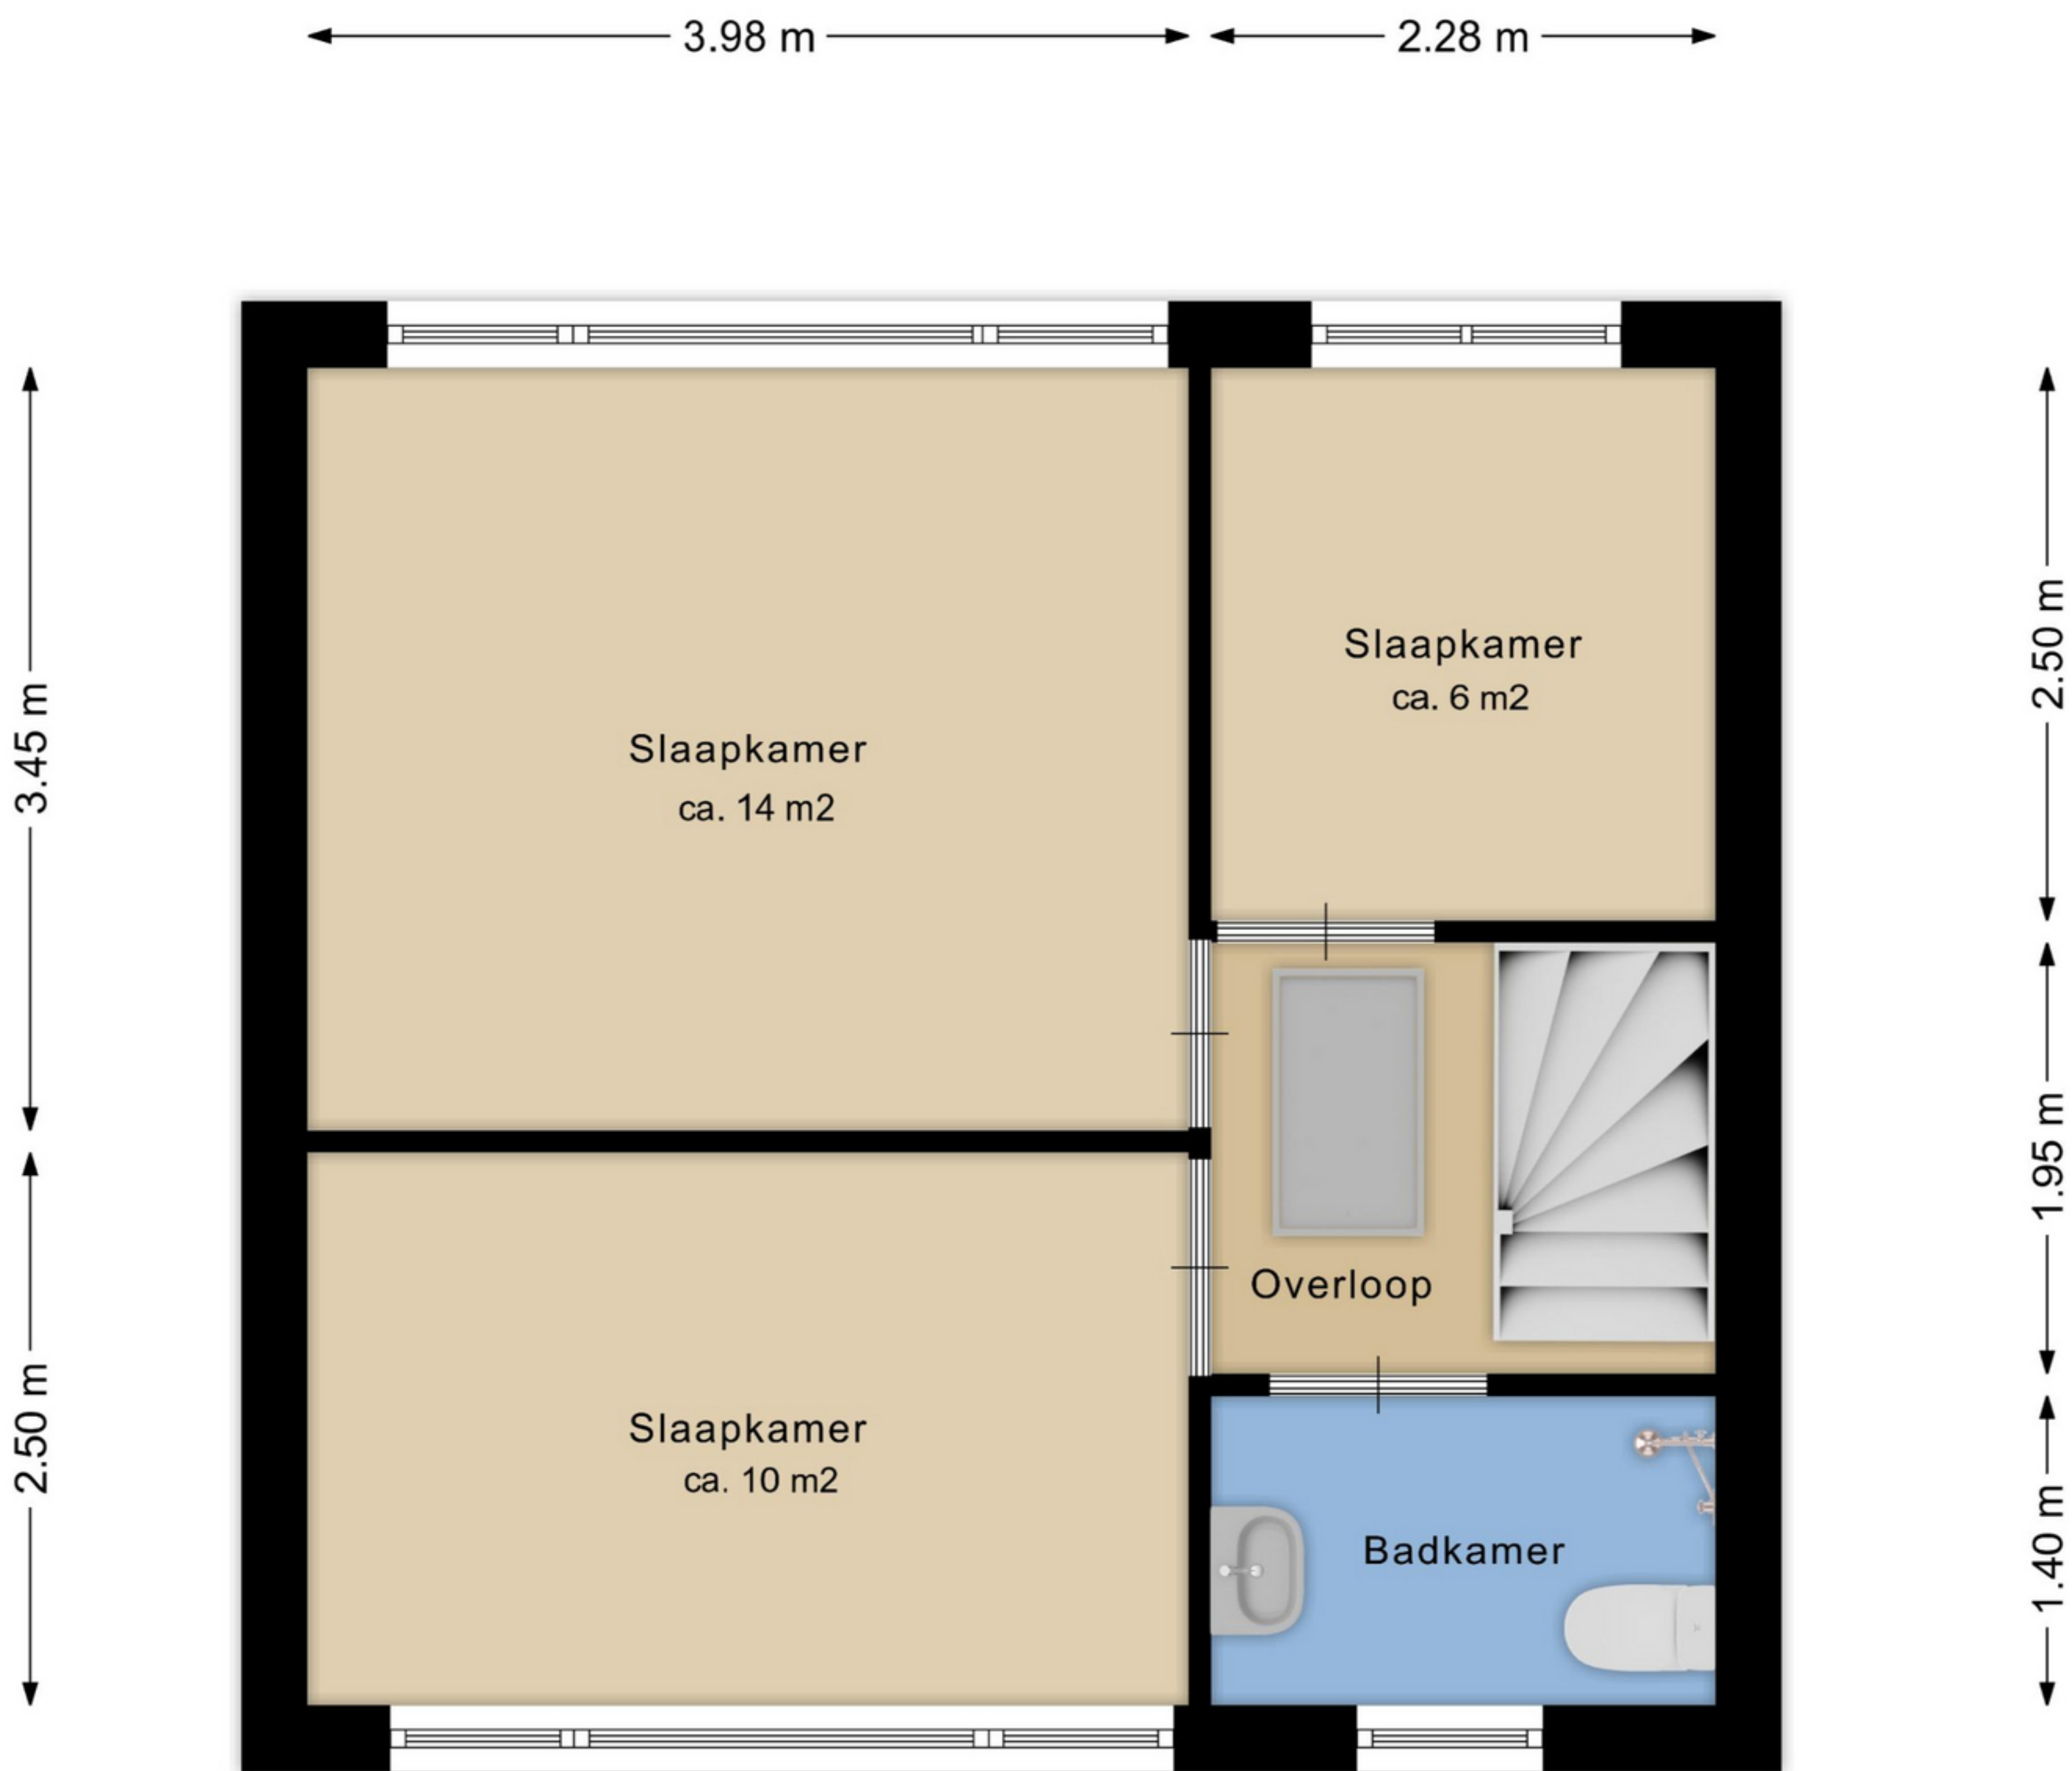 3.98 m
2.28 m
3.45 m
2.50 m
Slaapkamer
ca. 14 m2
Slaapkamer
ca. 6 m2
2.50 m
1.95 m
1.40 m
Overloop
Slaapkamer
ca. 10 m2
Badkamer